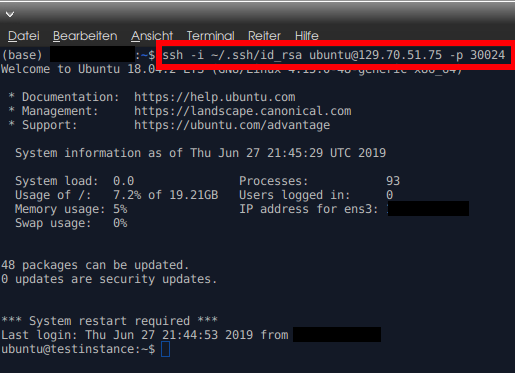 Datei Bearbeiten Ansicht Terminal Reiter Hilfe
(base) :~$ ssh -i ~/.ssh/id_rsa ubuntu@129.70.51.75 -p 30024
Welcome to Ubuntu 18.04.2 LTS (GNU/Linux 4.15.0-48-generic x86_64)
* Documentation: https://help.ubuntu.com
* Management: https://landscape.canonical.com
* Support: https://ubuntu.com/advantage
System information as of Thu Jun 27 21:45:29 UTC 2019
System load: 0.0 Processes: 93
Usage of /: 7.2% of 19.21GB Users logged in: 0
Memory usage: 5% IP address for ens3:
Swap usage: 0%
48 packages can be updated.
0 updates are security updates.
*** System restart required ***
Last login: Thu Jun 27 21:44:53 2019 from
ubuntu@testinstance:~$